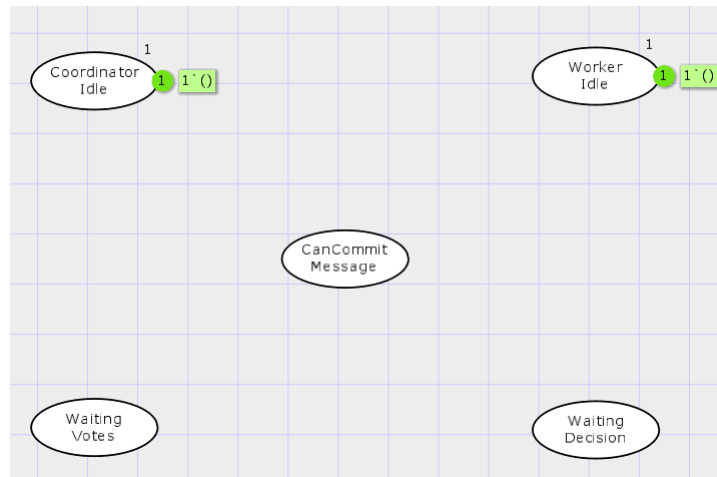 1
Coordinator
Idle
1
1`()
1
Worker
Idle
1
1`()
CanCommit
Message
Waiting
Votes
Waiting
Decision